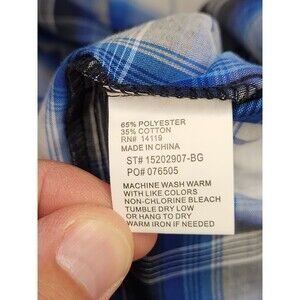 65% POLYESTER
35% COTTON
RN# 14119
MADE IN CHINA
ST# 15202907-BG
PO# 076505
MACHINE WASH WARM
WITH LIKE COLORS
NON-CHLORINE BLEACH
TUMBLE DRY LOW
OR HANG TO DRY
WARM IRON IF NEEDED